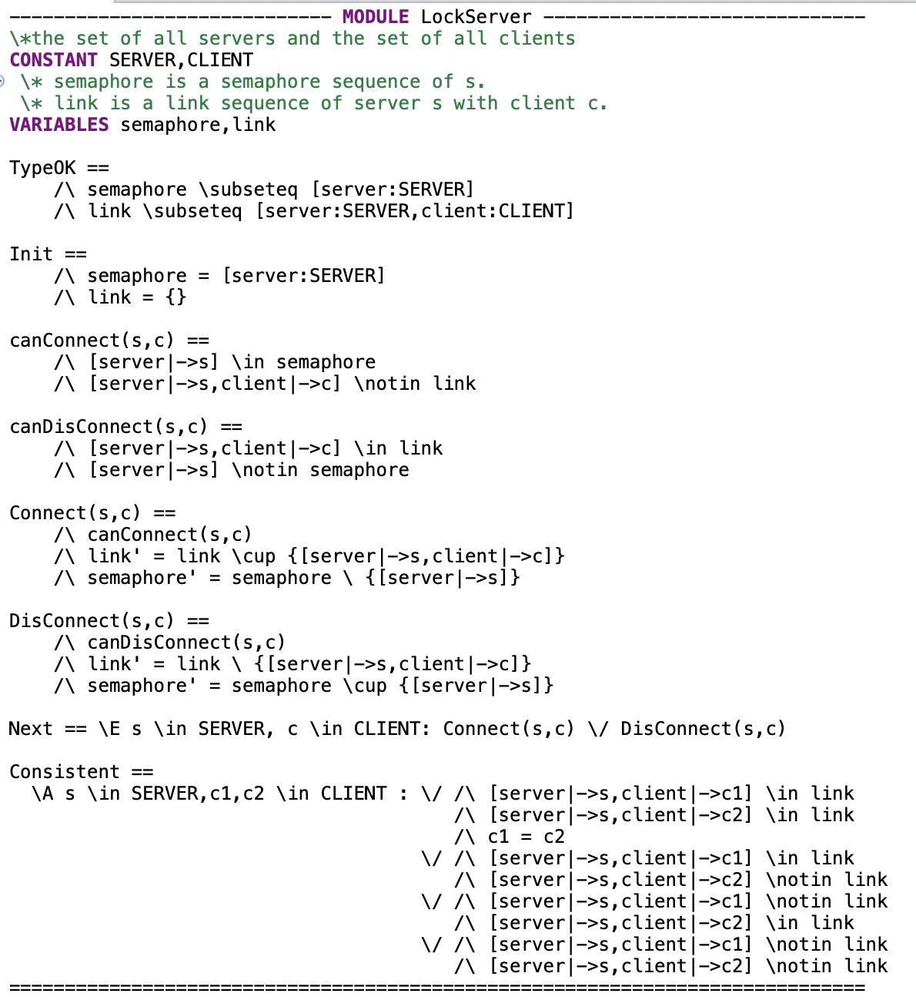 ----------------------------- MODULE LockServer -----------------------------
\*the set of all servers and the set of all clients
CONSTANT SERVER,CLIENT
 \* semaphore is a semaphore sequence of s.
 \* link is a link sequence of server s with client c.
VARIABLES semaphore,link
TypeOK ==
    /\ semaphore \subseteq [server:SERVER]
    /\ link \subseteq [server:SERVER,client:CLIENT]
Init ==
    /\ semaphore = [server:SERVER]
    /\ link = {}
canConnect(s,c) ==
    /\ [server|->s] \in semaphore
    /\ [server|->s,client|->c] \notin link
canDisConnect(s,c) ==
    /\ [server|->s,client|->c] \in link
    /\ [server|->s] \notin semaphore
Connect(s,c) ==
    /\ canConnect(s,c)
    /\ link' = link \cup {[server|->s,client|->c]}
    /\ semaphore' = semaphore \ {[server|->s]}
DisConnect(s,c) ==
    /\ canDisConnect(s,c)
    /\ link' = link \ {[server|->s,client|->c]}
    /\ semaphore' = semaphore \cup {[server|->s]}
Next == \E s \in SERVER, c \in CLIENT: Connect(s,c) \/ DisConnect(s,c)
Consistent ==
  \A s \in SERVER,c1,c2 \in CLIENT : \/ /\ [server|->s,client|->c1] \in link
                                        /\ [server|->s,client|->c2] \in link
                                        /\ c1 = c2
                                     \/ /\ [server|->s,client|->c1] \in link
                                        /\ [server|->s,client|->c2] \notin link
                                     \/ /\ [server|->s,client|->c1] \notin link
                                        /\ [server|->s,client|->c2] \in link
                                     \/ /\ [server|->s,client|->c1] \notin link
                                        /\ [server|->s,client|->c2] \notin link
=============================================================================